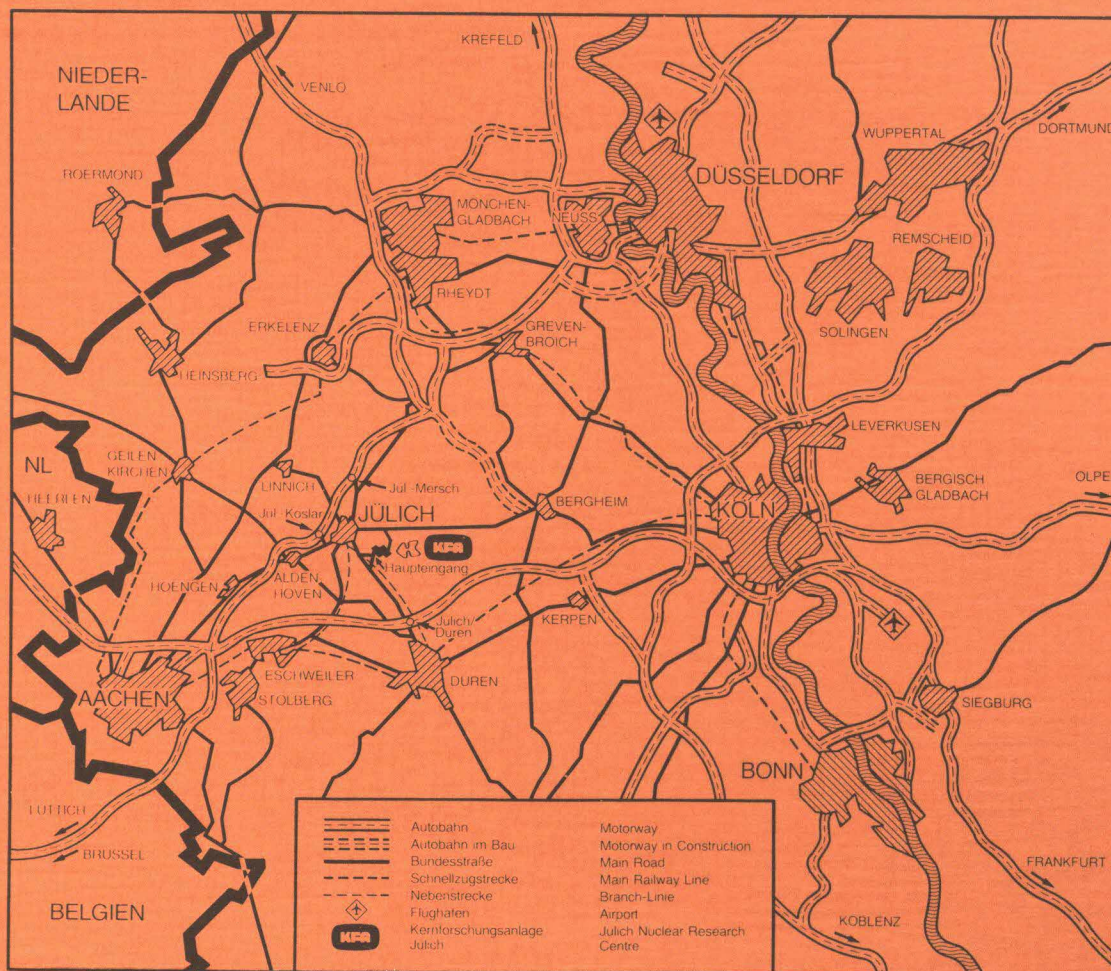 KREFELD
NIEDER-
LANDE
VENLO
WUPPERTAL
DORTMUND
ROERMOND
DÜSSELDORF
MÖNCHEN-
GLADBACH
NEUSS
REMSCHEID
RHEYDT
SOLINGEN
ERKELENZ
GREVEN-
BROICH
HEINSBERG
LEVERKUSEN
NL
GEILEN
KIRCHEN
LINNICH
Jül.-Mersch
BERGHEIM
BERGISCH
GLADBACH
OLPE
HEERLEN
Jül.-Koslar
JÜLICH
KÖLN
KFA
Haupteingang
HOENGEN
ALDEN
HOVEN
KERPEN
Jülich/
Düren
ESCHWEILER
DÜREN
AACHEN
STOLBERG
SIEGBURG
BONN
LÜTTICH
BRÜSSEL
FRANKFURT
BELGIEN
KOBLENZ
Autobahn Motorway
Autobahn im Bau Motorway in Construction
Bundesstraße Main Road
Schnellzugstrecke Main Railway Line
Nebenstrecke Branch-Linie
Flughafen Airport
KFA Kernforschungsanlage Jülich Nuclear Research
Jülich Centre